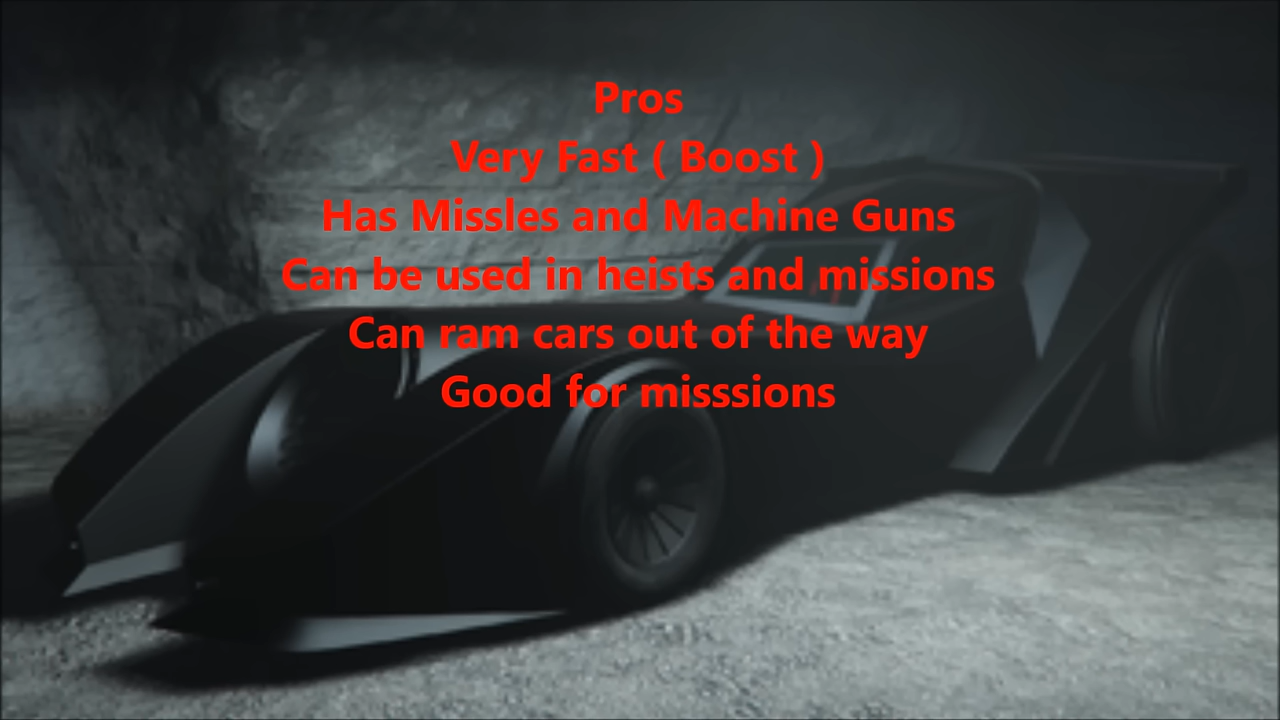 Pros
Very Fast ( Boost )
Has Missles and Machine Guns
Can be used in heists and missions
Can ram cars out of the way
Good for misssions